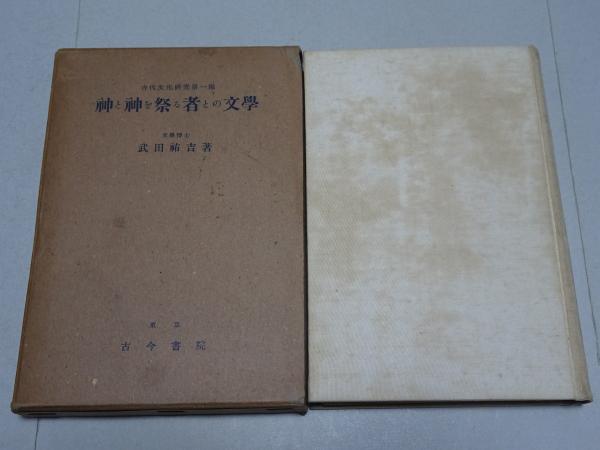 古代文化研究第一編
神と神を祭る者との文學
文學博士
武田祐吉著
東京
古今書院